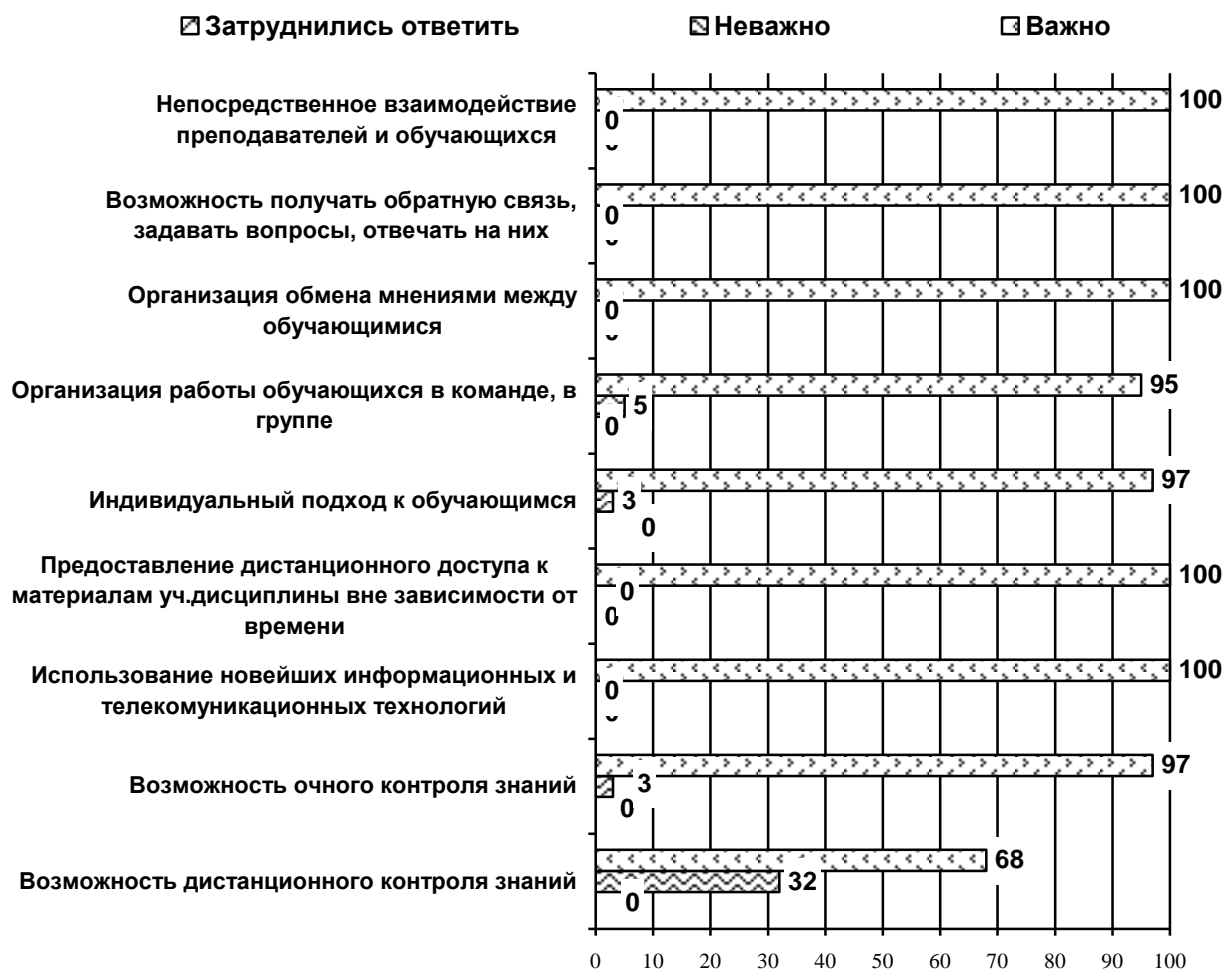 Затруднились ответить Неважно Важно
Непосредственное взаимодействие
преподавателей и обучающихся
100
0
Возможность получать обратную связь,
задавать вопросы, отвечать на них
100
0
Организация обмена мнениями между
обучающимися
100
0
Организация работы обучающихся в команде, в
группе
95
5
0
Индивидуальный подход к обучающимся
97
3
0
Предоставление дистанционного доступа к
материалам уч.дисциплины вне зависимости от
времени
100
0
0
Использование новейших информационных и
телекомуникационных технологий
100
0
Возможность очного контроля знаний
97
3
0
Возможность дистанционного контроля знаний
68
32
0
0 10 20 30 40 50 60 70 80 90 100